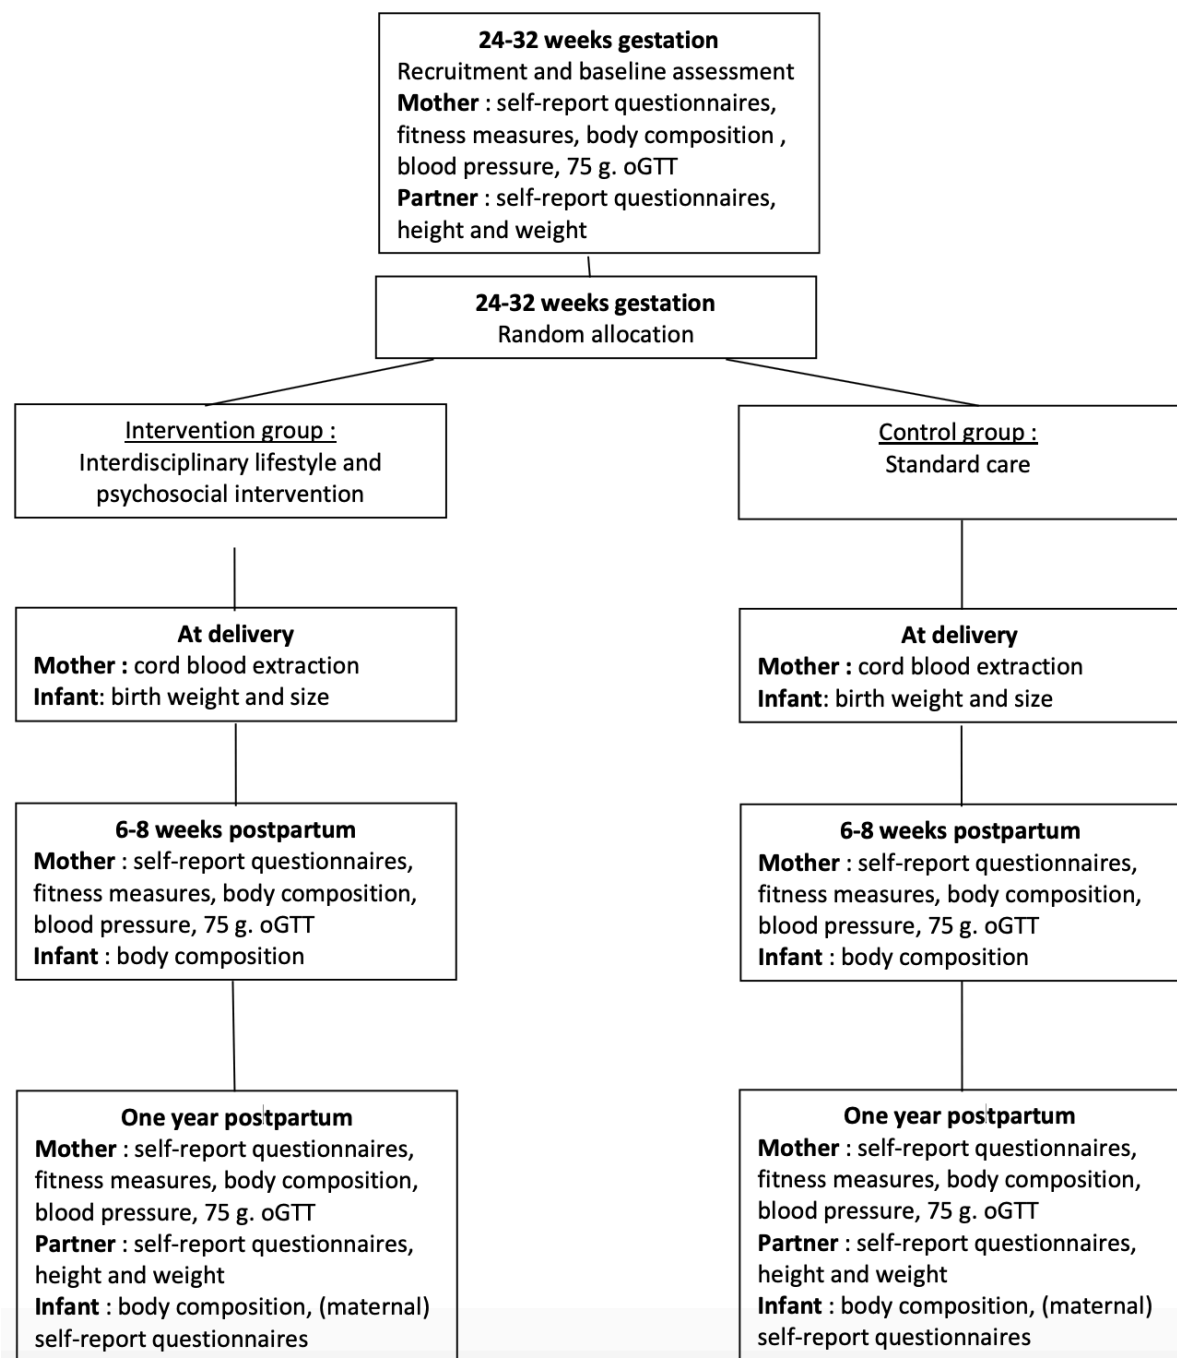 24-32 weeks gestation
Recruitment and baseline assessment
Mother : self-report questionnaires,
fitness measures, body composition ,
blood pressure, 75 g. oGTT
Partner : self-report questionnaires,
height and weight
24-32 weeks gestation
Random allocation
Intervention group :
Interdisciplinary lifestyle and
psychosocial intervention
Control group :
Standard care
At delivery
Mother : cord blood extraction
Infant: birth weight and size
At delivery
Mother : cord blood extraction
Infant: birth weight and size
6-8 weeks postpartum
Mother : self-report questionnaires,
fitness measures, body composition,
blood pressure, 75 g. oGTT
Infant : body composition
6-8 weeks postpartum
Mother : self-report questionnaires,
fitness measures, body composition,
blood pressure, 75 g. oGTT
Infant : body composition
One year postpartum
Mother : self-report questionnaires,
fitness measures, body composition,
blood pressure, 75 g. oGTT
Partner : self-report questionnaires,
height and weight
Infant : body composition, (maternal)
self-report questionnaires
One year postpartum
Mother : self-report questionnaires,
fitness measures, body composition,
blood pressure, 75 g. oGTT
Partner : self-report questionnaires,
height and weight
Infant : body composition, (maternal)
self-report questionnaires